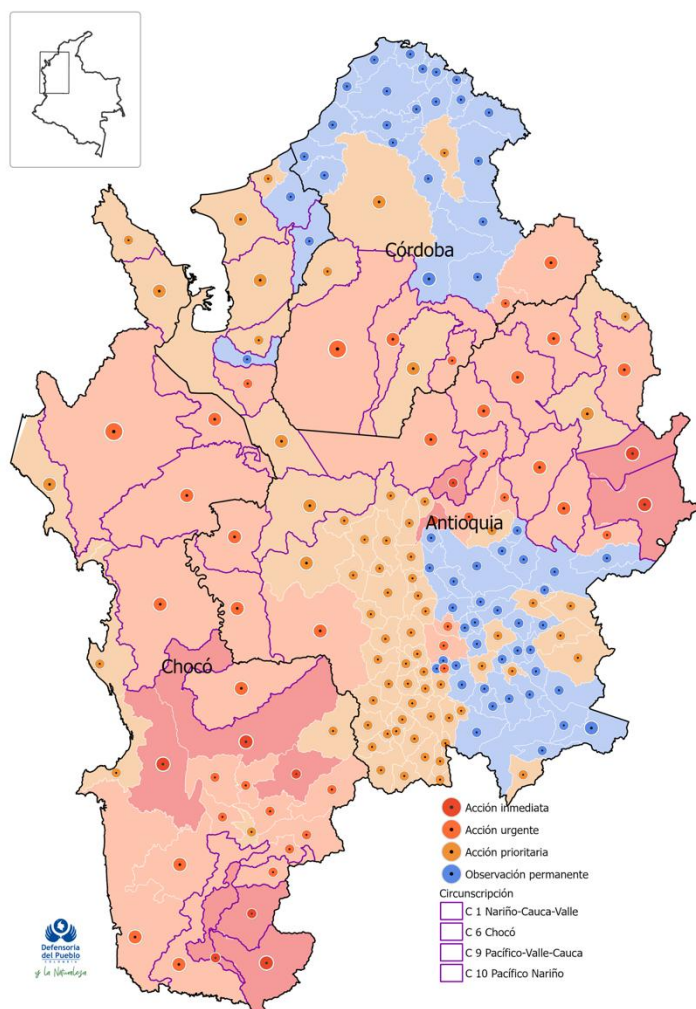 Córdoba
Antioquia
Chocó
Acción inmediata
Acción urgente
Acción prioritaria
Observación permanente
Circunscripción
C 1 Nariño-Cauca-Valle
C 6 Chocó
C 9 Pacífico-Valle-Cauca
C 10 Pacífico Nariño
Defensoría
del Pueblo
COLOMBIA
y la Naturaleza